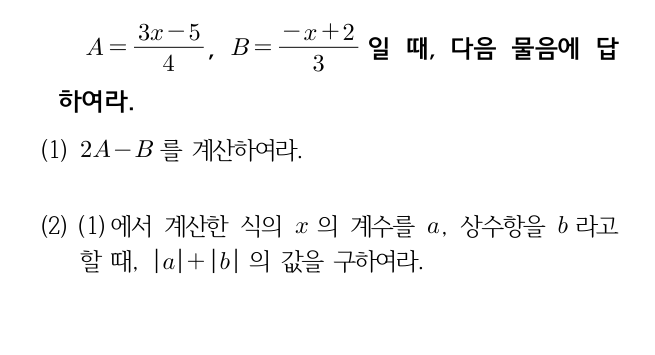 A = (3x-5)/4, B = (-x+2)/3 일 때, 다음 물음에 답
하여라.
(1) 2A-B 를 계산하여라.
(2) (1)에서 계산한 식의 x 의 계수를 a, 상수항을 b 라고
할 때, |a|+|b| 의 값을 구하여라.